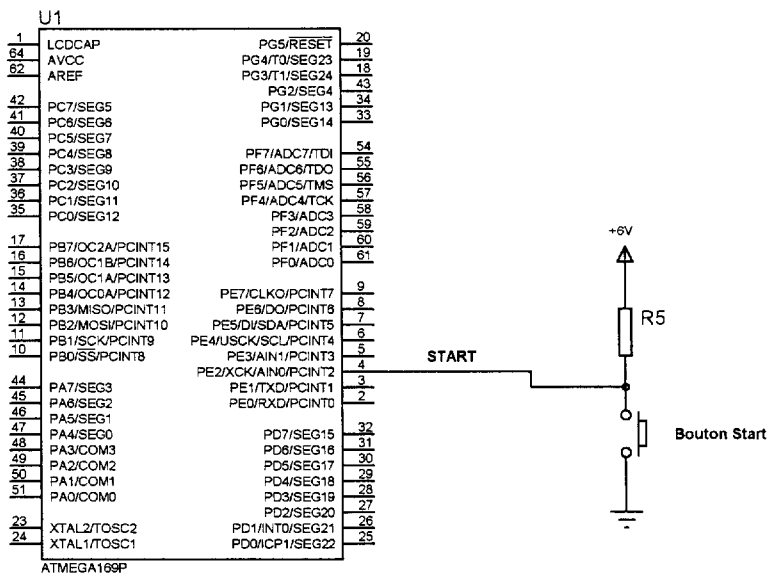 U1
1 LCDCAP PG5/RESET 20
64 AVCC PG4/T0/SEG23 19
62 AREF PG3/T1/SEG24 18
PG2/SEG4 43
42 PC7/SEG5 PG1/SEG13 34
41 PC6/SEG6 PG0/SEG14 33
40 PC5/SEG7
39 PC4/SEG8 PF7/ADC7/TDI 54
38 PC3/SEG9 PF6/ADC6/TDO 55
37 PC2/SEG10 PF5/ADC5/TMS 56
36 PC1/SEG11 PF4/ADC4/TCK 57
35 PC0/SEG12 PF3/ADC3 58
PF2/ADC2 59
17 PB7/OC2A/PCINT15 PF1/ADC1 60
16 PB6/OC1B/PCINT14 PF0/ADC0 61
15 PB5/OC1A/PCINT13
14 PB4/OC0A/PCINT12 PE7/CLKO/PCINT7 9
13 PB3/MISO/PCINT11 PE6/DO/PCINT6 8
12 PB2/MOSI/PCINT10 PE5/DI/SDA/PCINT5 7
11 PB1/SCK/PCINT9 PE4/USCK/SCL/PCINT4 6
10 PB0/SS/PCINT8 PE3/AIN1/PCINT3 5
PE2/XCK/AIN0/PCINT2 4
44 PA7/SEG3 PE1/TXD/PCINT1 3
45 PA6/SEG2 PE0/RXD/PCINT0 2
46 PA5/SEG1
47 PA4/SEG0 PD7/SEG15 32
48 PA3/COM3 PD6/SEG16 31
49 PA2/COM2 PD5/SEG17 30
50 PA1/COM1 PD4/SEG18 29
51 PA0/COM0 PD3/SEG19 28
PD2/SEG20 27
23 XTAL2/TOSC2 PD1/INT0/SEG21 26
24 XTAL1/TOSC1 PD0/ICP1/SEG22 25
ATMEGA169P
START
+6V
R5
Bouton Start